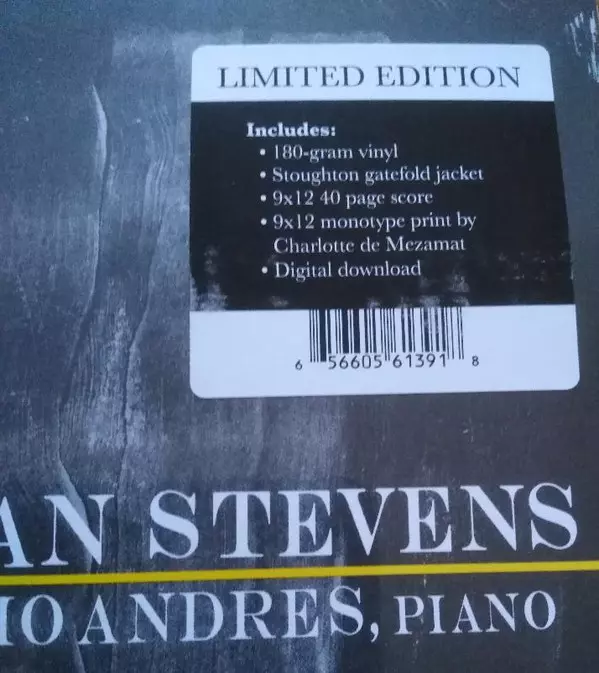 LIMITED EDITION
Includes:
• 180-gram vinyl
• Stoughton gatefold jacket
• 9x12 40 page score
• 9x12 monotype print by
Charlotte de Mezamat
• Digital download
6 56605 61391 8
AN STEVENS
IO ANDRES, PIANO